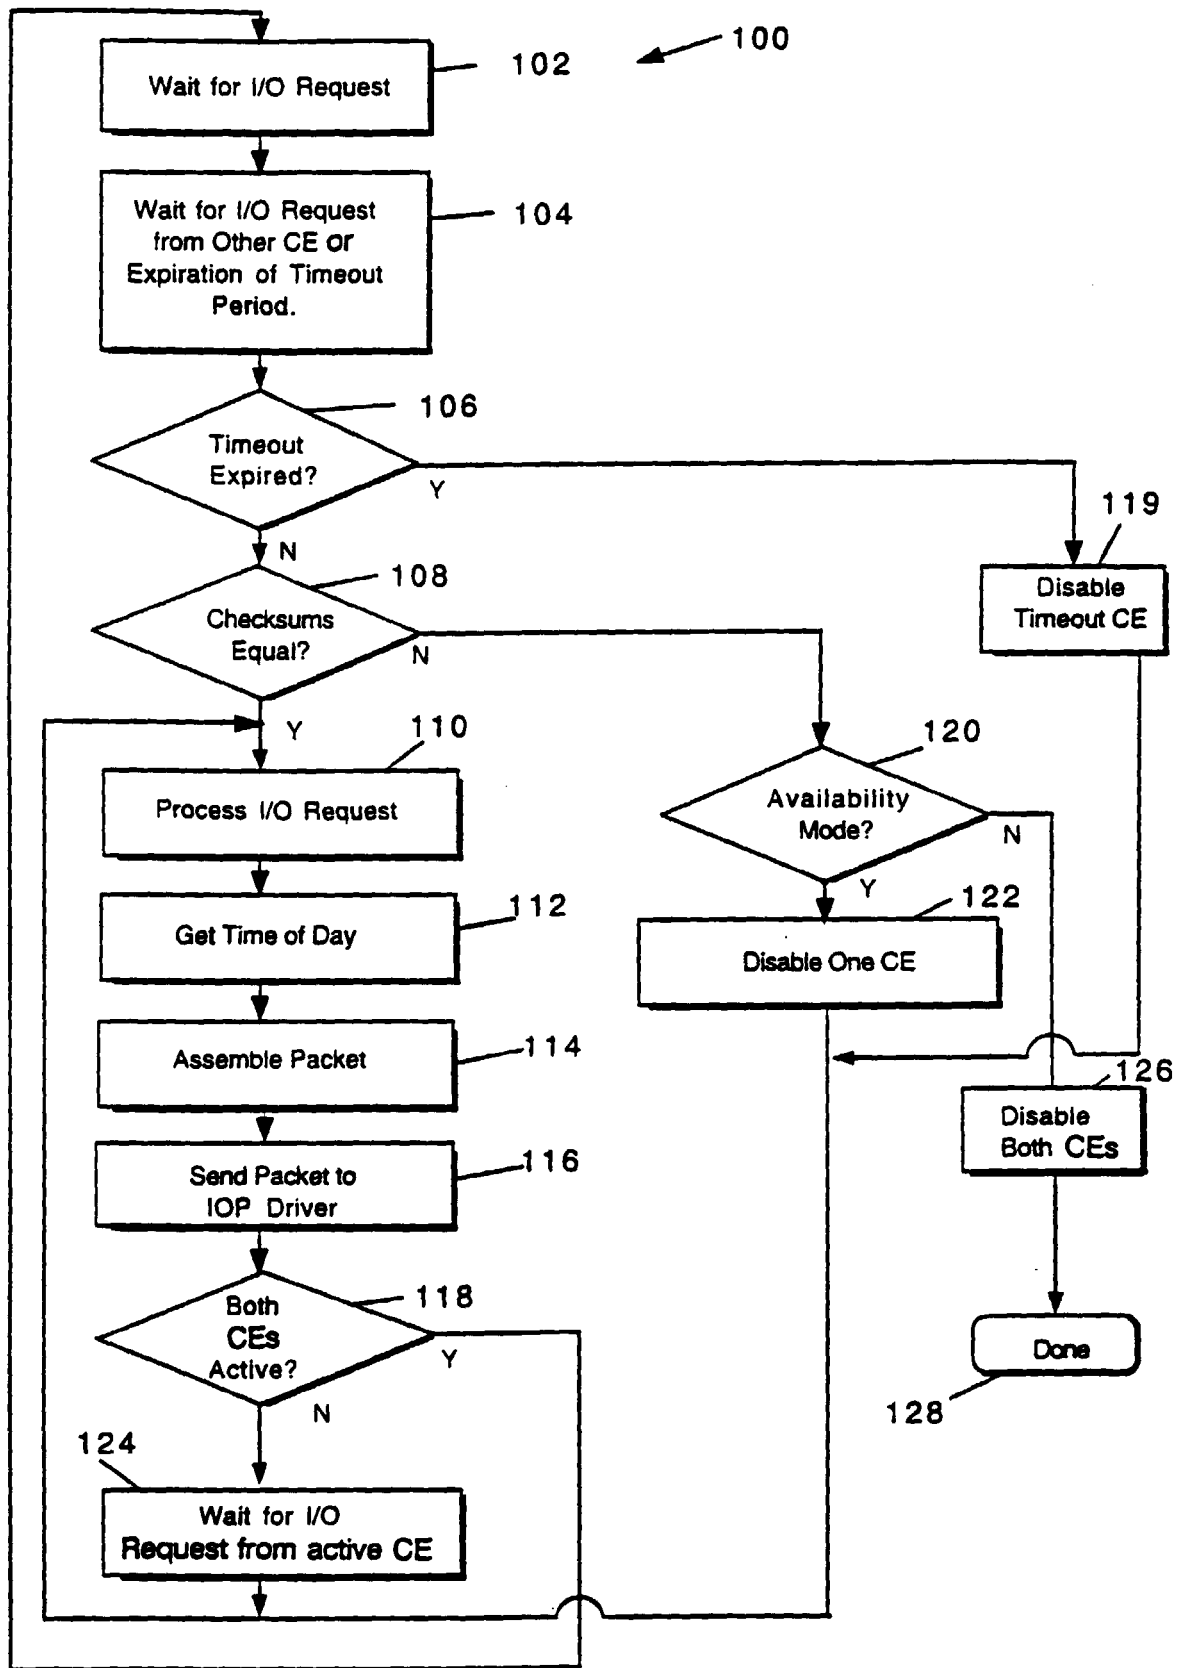 100
Wait for I/O Request
102
Wait for I/O Request
from Other CE or
Expiration of Timeout
Period.
104
Timeout
Expired?
106
Y
N
119
Disable
Timeout CE
Checksums
Equal?
108
N
Y
110
Process I/O Request
120
Availability
Mode?
N
Y
112
Get Time of Day
122
Disable One CE
Assemble Packet
114
126
Disable
Both CEs
Send Packet to
IOP Driver
116
Both
CEs
Active?
118
Y
N
Done
128
124
Wait for I/O
Request from active CE